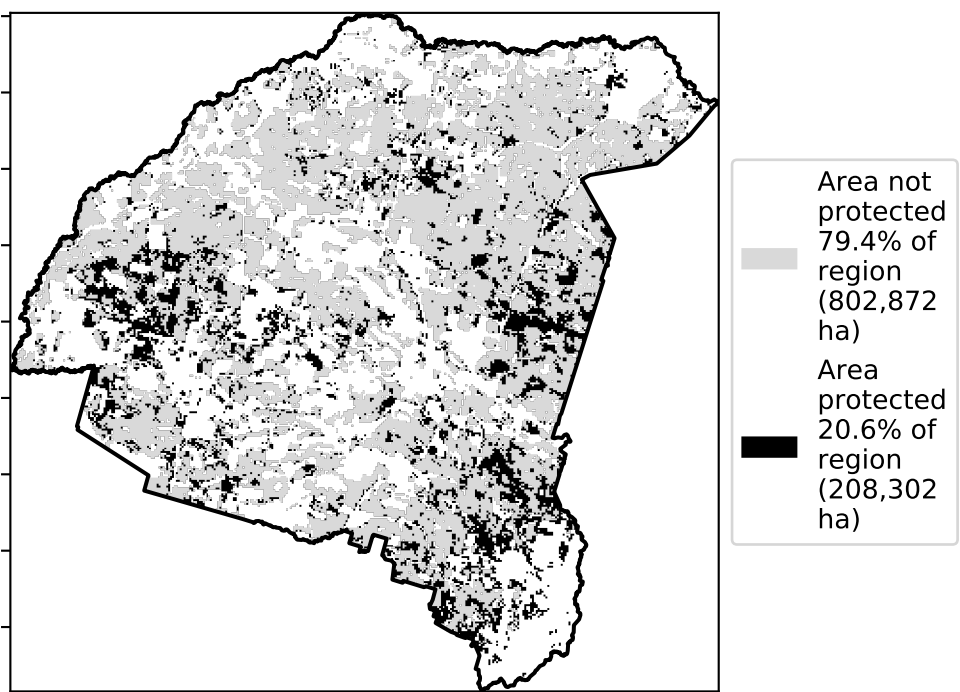 Area not
protected
79.4% of
region
(802,872
ha)
Area
protected
20.6% of
region
(208,302
ha)